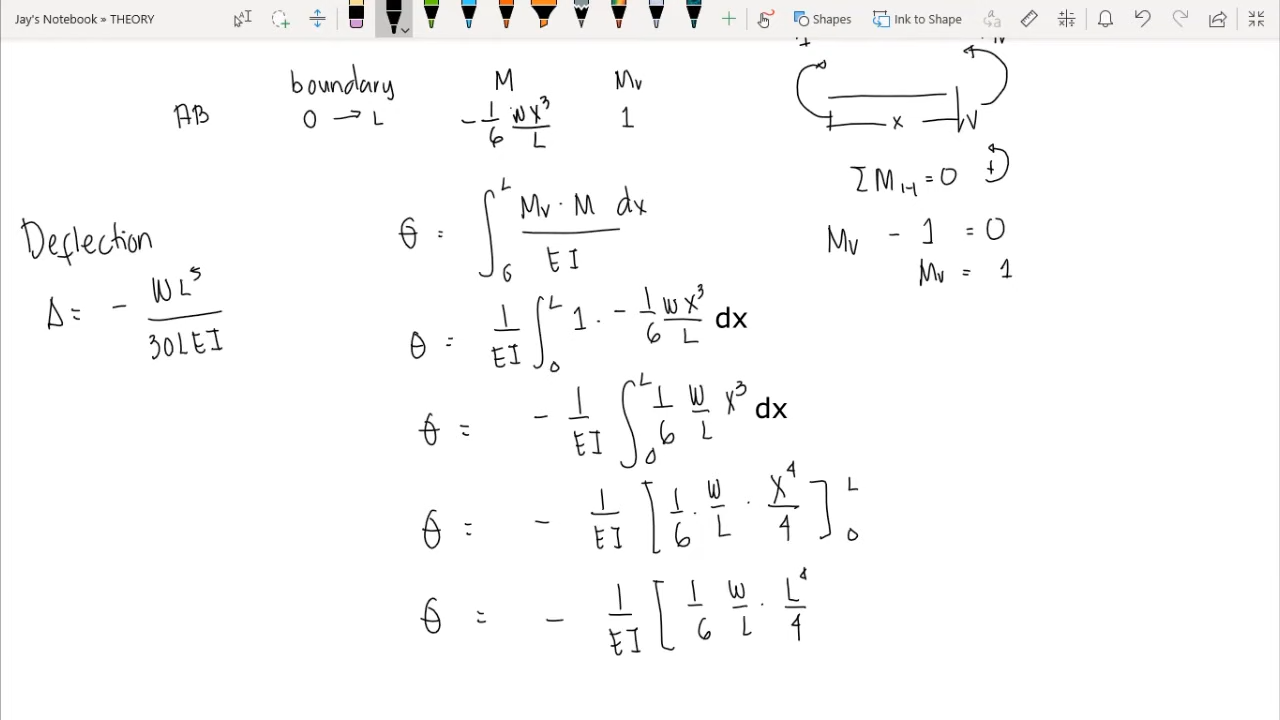 Jay's Notebook » THEORY Shapes Ink to Shape
boundary M Mv
AB 0 → L - 1/6 wx³/L 1
x V
ΣM_H = 0
Mv - 1 = 0
Mv = 1
Deflection
Δ = - WL⁵/30LEI
θ = ∫₀ᴸ Mv · M dx / EI
θ = 1/EI ∫₀ᴸ 1 · - 1/6 wx³/L dx
θ = - 1/EI ∫₀ᴸ 1/6 w/L x³ dx
θ = - 1/EI [ 1/6 · w/L · x⁴/4 ]₀ᴸ
θ = - 1/EI [ 1/6 w/L · L⁴/4